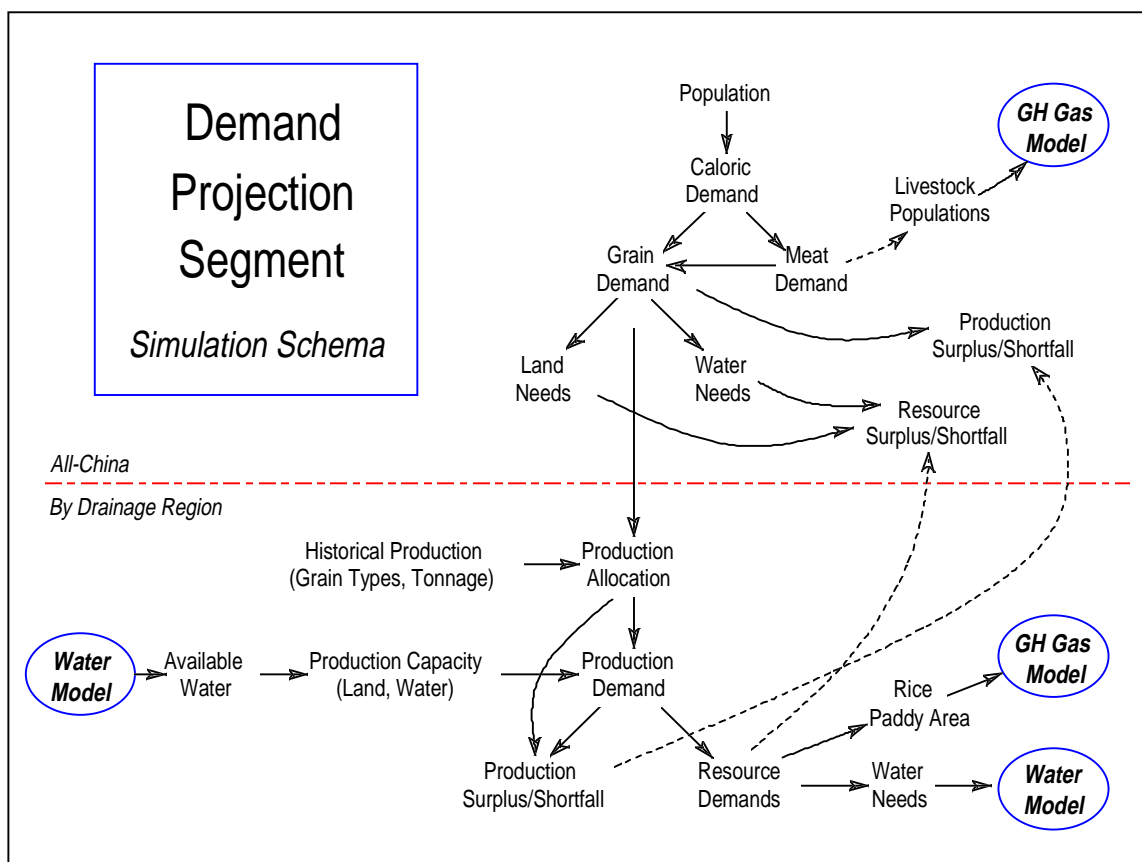 Demand
Projection
Segment
Simulation Schema
Population
GH Gas
Model
Caloric
Demand
Livestock
Populations
Grain
Demand
Meat
Demand
Production
Surplus/Shortfall
Land
Needs
Water
Needs
Resource
Surplus/Shortfall
All-China
By Drainage Region
Historical Production
(Grain Types, Tonnage)
Production
Allocation
Water
Model
Available
Water
Production Capacity
(Land, Water)
Production
Demand
GH Gas
Model
Rice
Paddy Area
Production
Surplus/Shortfall
Resource
Demands
Water
Needs
Water
Model